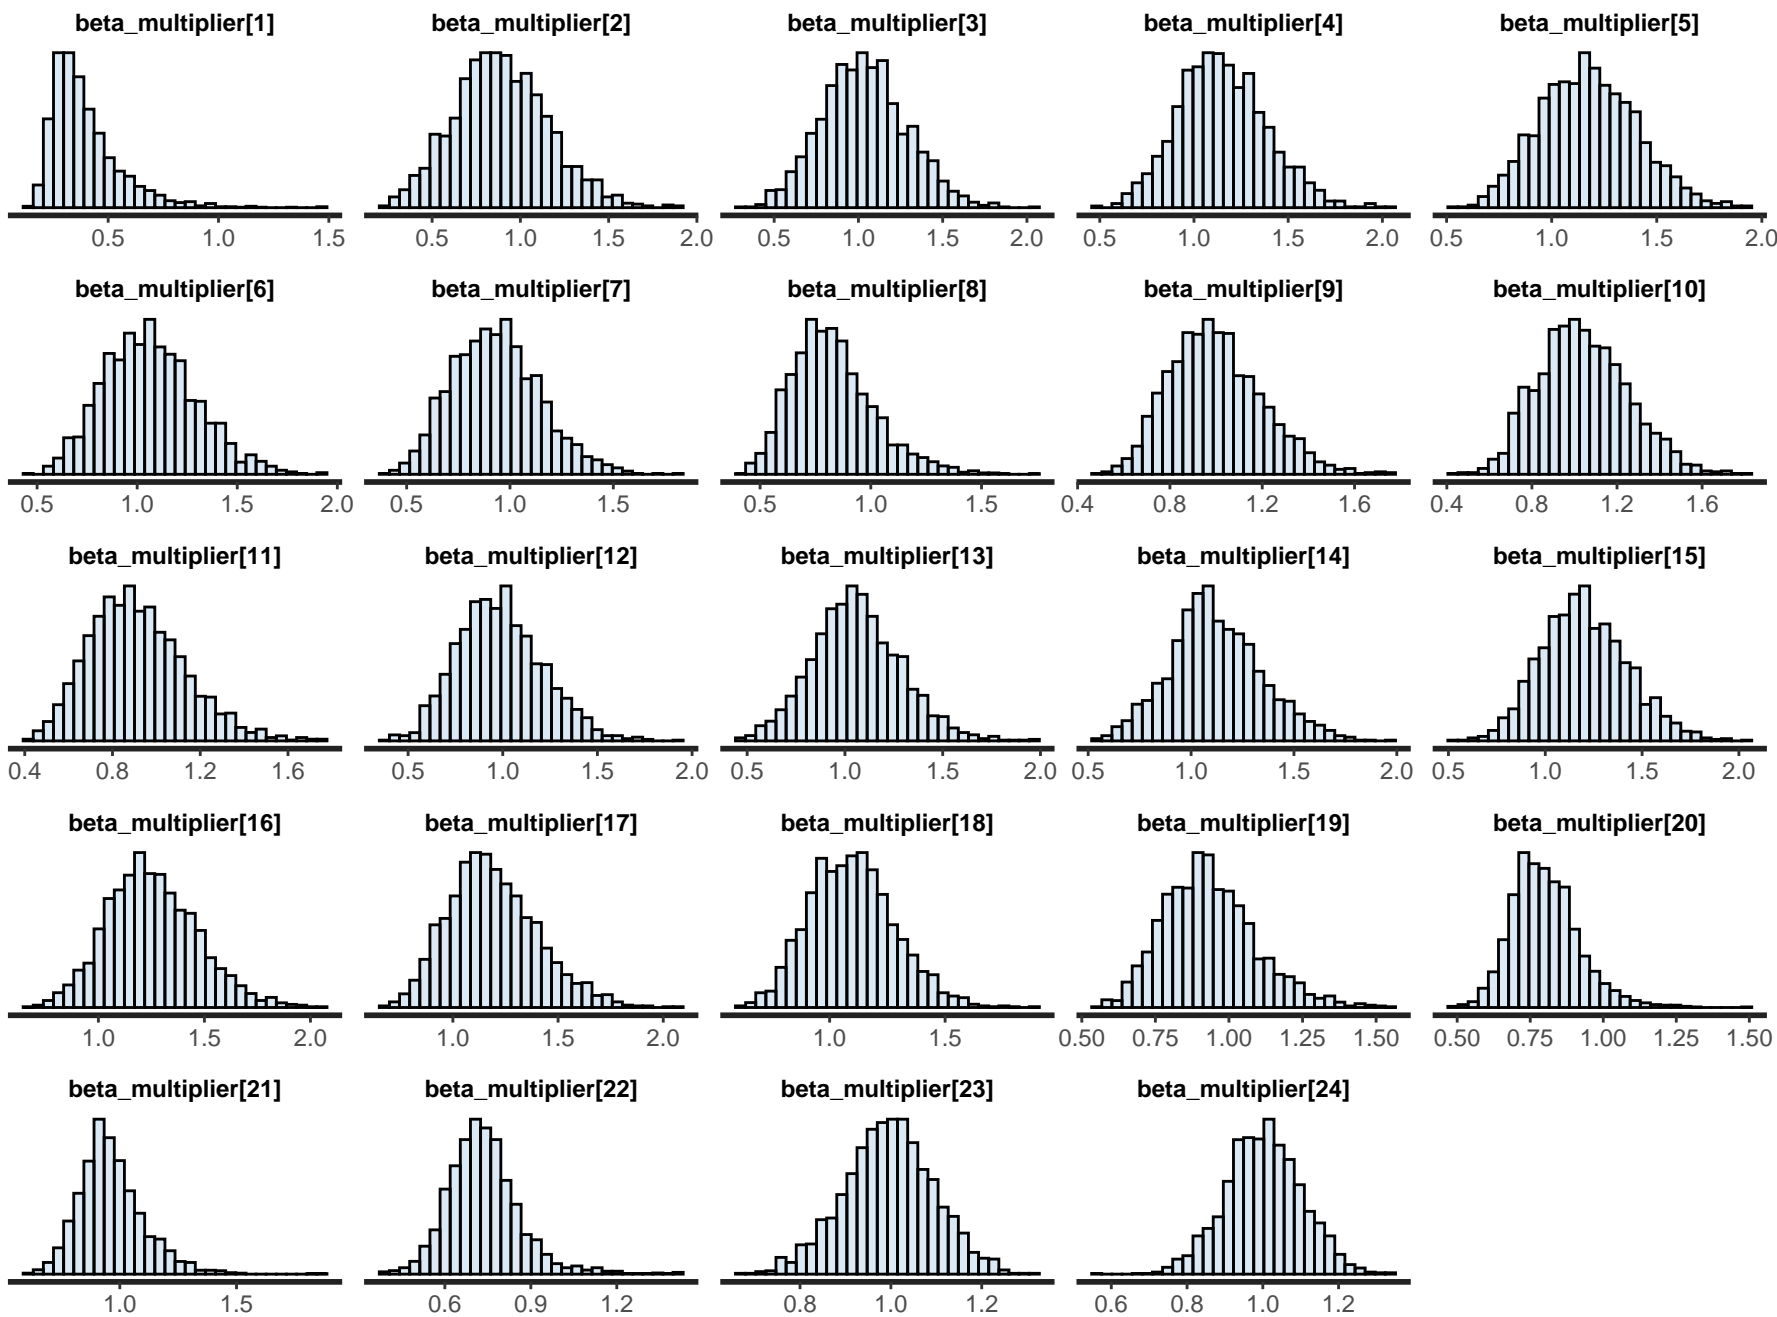 beta_multiplier[1] beta_multiplier[2] beta_multiplier[3] beta_multiplier[4] beta_multiplier[5]
0.5 1.0 1.5 0.5 1.0 1.5 2.0 0.5 1.0 1.5 2.0 0.5 1.0 1.5 2.0 0.5 1.0 1.5 2.0
beta_multiplier[6] beta_multiplier[7] beta_multiplier[8] beta_multiplier[9] beta_multiplier[10]
0.5 1.0 1.5 2.0 0.5 1.0 1.5 0.5 1.0 1.5 0.4 0.8 1.2 1.6 0.4 0.8 1.2 1.6
beta_multiplier[11] beta_multiplier[12] beta_multiplier[13] beta_multiplier[14] beta_multiplier[15]
0.4 0.8 1.2 1.6 0.5 1.0 1.5 2.0 0.5 1.0 1.5 2.0 0.5 1.0 1.5 2.0 0.5 1.0 1.5 2.0
beta_multiplier[16] beta_multiplier[17] beta_multiplier[18] beta_multiplier[19] beta_multiplier[20]
1.0 1.5 2.0 1.0 1.5 2.0 1.0 1.5 0.50 0.75 1.00 1.25 1.50 0.50 0.75 1.00 1.25 1.50
beta_multiplier[21] beta_multiplier[22] beta_multiplier[23] beta_multiplier[24]
1.0 1.5 0.6 0.9 1.2 0.8 1.0 1.2 0.6 0.8 1.0 1.2